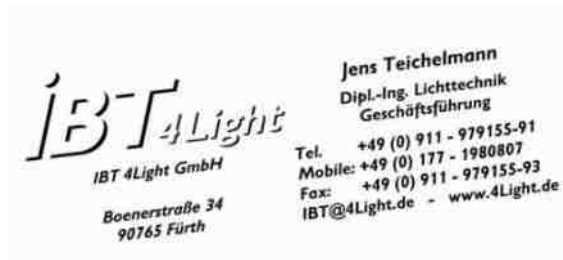 iBT 4Light
IBT 4Light GmbH
Boenerstraße 34
90765 Fürth
Jens Teichelmann
Dipl.-Ing. Lichttechnik
Geschäftsführung
Tel. +49 (0) 911 - 979155-91
Mobile: +49 (0) 177 - 1980807
Fax: +49 (0) 911 - 979155-93
IBT@4Light.de - www.4Light.de